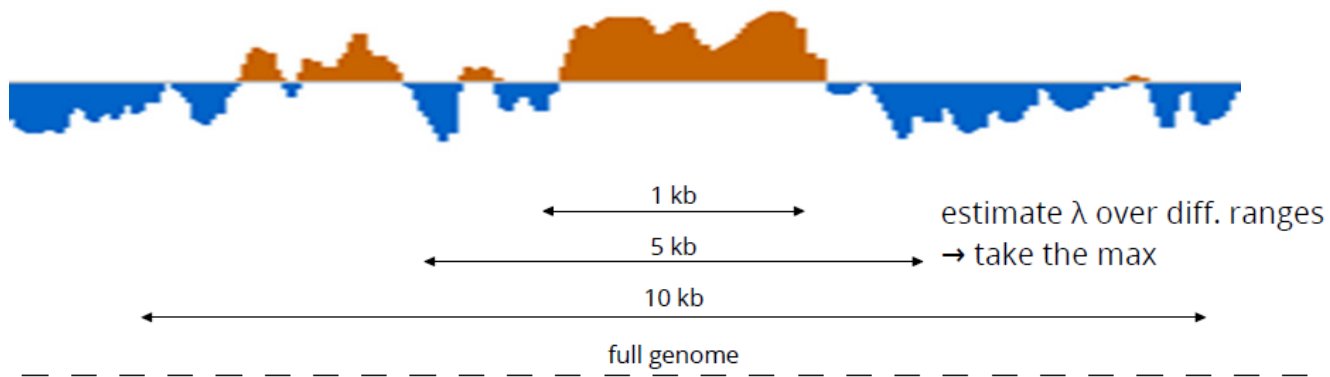 1 kb
estimate λ over diff. ranges
5 kb
→ take the max
10 kb
full genome